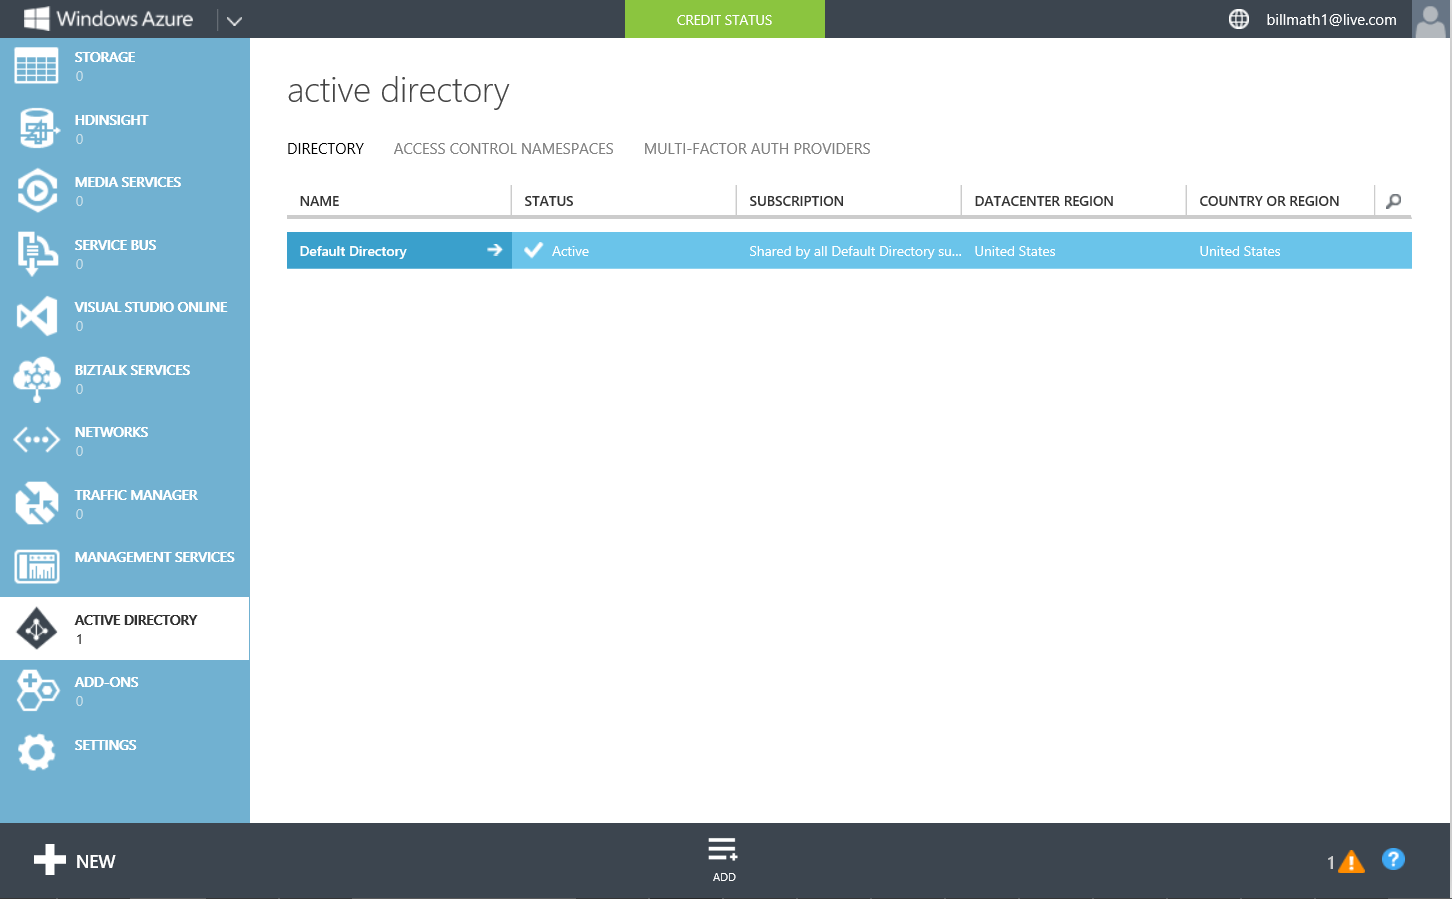 Windows Azure
CREDIT STATUS
billmath1@live.com
STORAGE
0
HDINSIGHT
0
MEDIA SERVICES
0
SERVICE BUS
0
VISUAL STUDIO ONLINE
0
BIZTALK SERVICES
0
NETWORKS
0
TRAFFIC MANAGER
0
MANAGEMENT SERVICES
ACTIVE DIRECTORY
1
ADD-ONS
0
SETTINGS
active directory
DIRECTORY ACCESS CONTROL NAMESPACES MULTI-FACTOR AUTH PROVIDERS
NAME STATUS SUBSCRIPTION DATACENTER REGION COUNTRY OR REGION
Default Directory Active Shared by all Default Directory su... United States United States
NEW
ADD
1